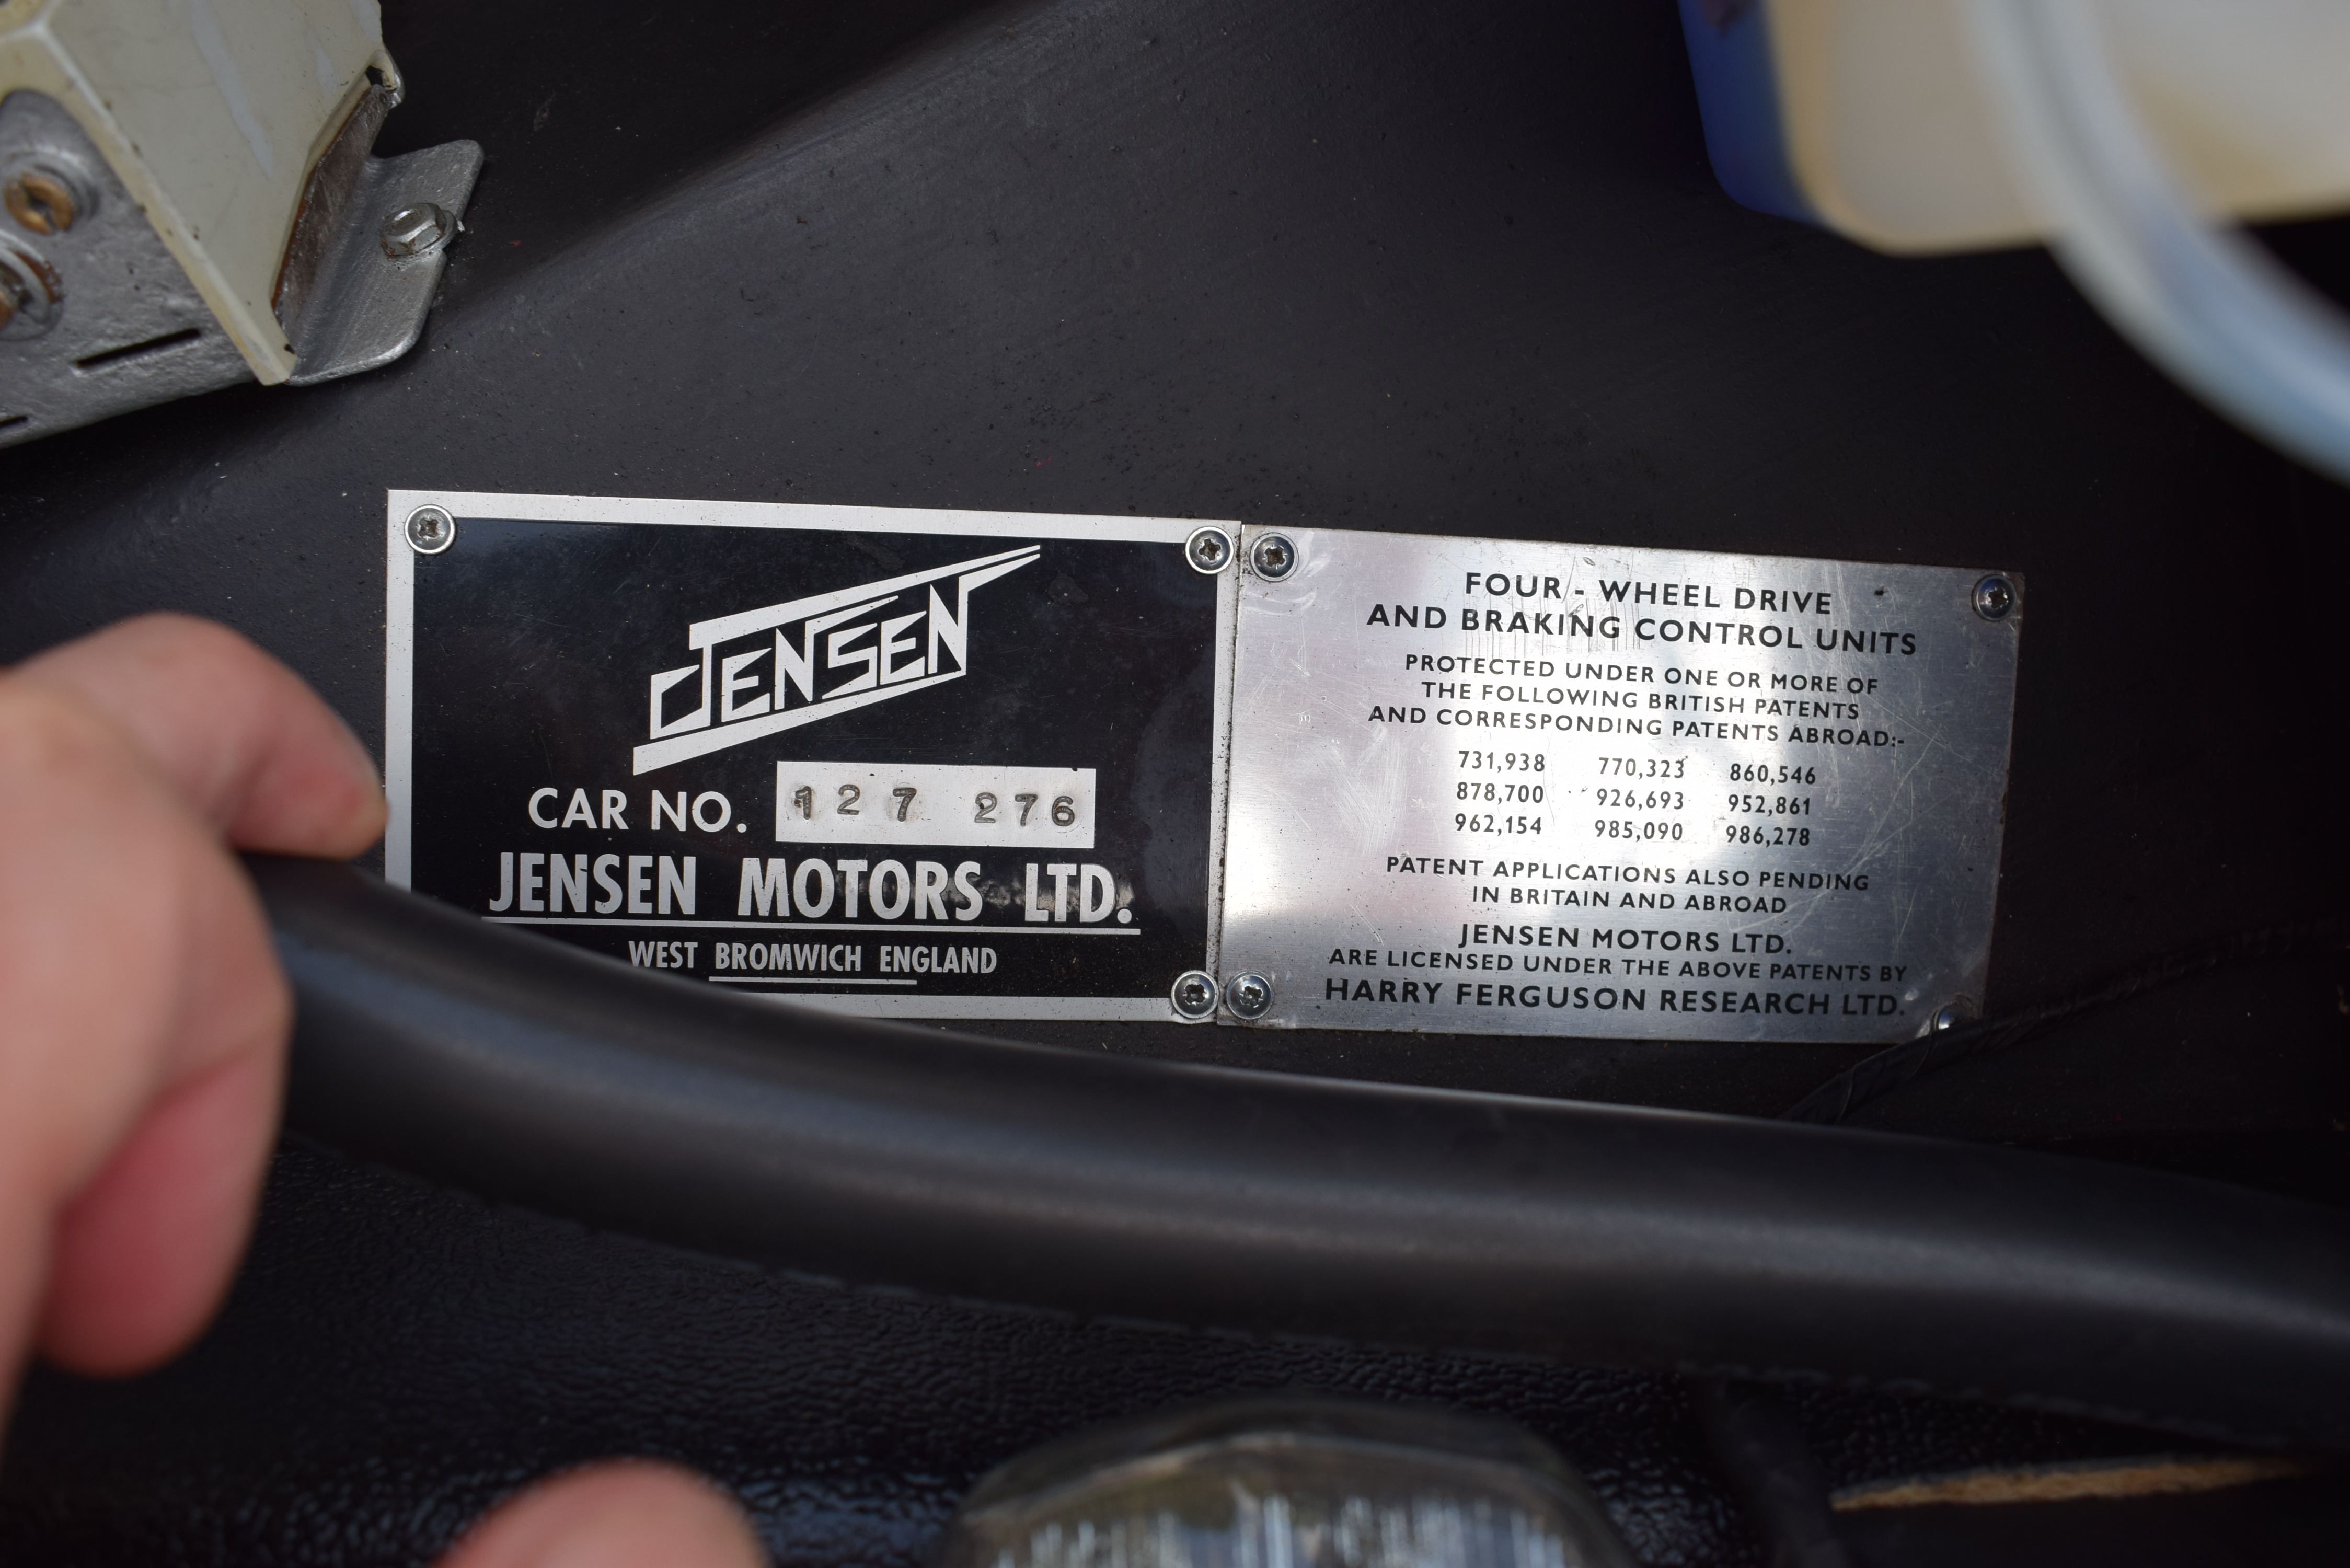 JENSEN
CAR NO. 127 276
JENSEN MOTORS LTD.
WEST BROMWICH ENGLAND
FOUR - WHEEL DRIVE
AND BRAKING CONTROL UNITS
PROTECTED UNDER ONE OR MORE OF
THE FOLLOWING BRITISH PATENTS
AND CORRESPONDING PATENTS ABROAD:-
731,938 770,323 860,546
878,700 926,693 952,861
962,154 985,090 986,278
PATENT APPLICATIONS ALSO PENDING
IN BRITAIN AND ABROAD
JENSEN MOTORS LTD.
ARE LICENSED UNDER THE ABOVE PATENTS BY
HARRY FERGUSON RESEARCH LTD.